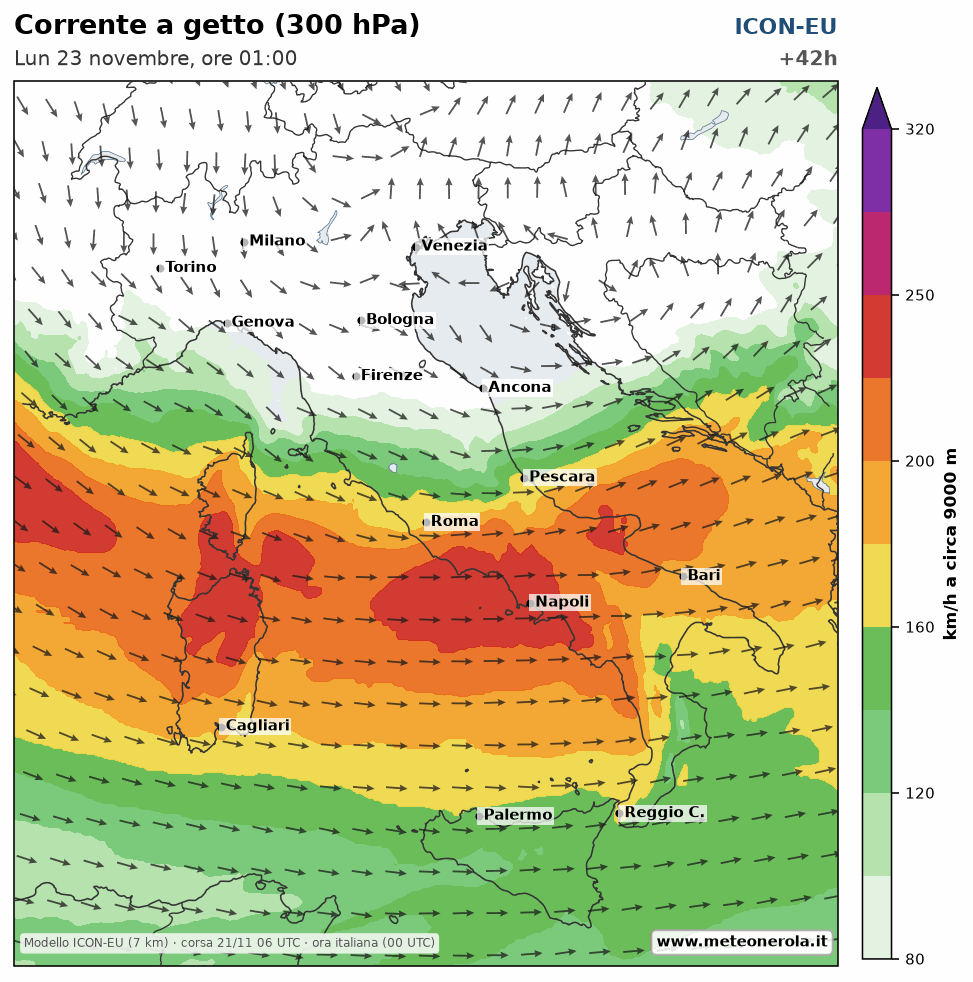 Corrente a getto (300 hPa)
ICON-EU
Lun 23 novembre, ore 01:00
+42h
Milano
Venezia
Torino
Genova
Bologna
Firenze
Ancona
Pescara
Roma
Bari
Napoli
Cagliari
Palermo
Reggio C.
320
250
200
160
120
80
km/h a circa 9000 m
Modello ICON-EU (7 km) · corsa 21/11 06 UTC · ora italiana (00 UTC)
www.meteonerola.it